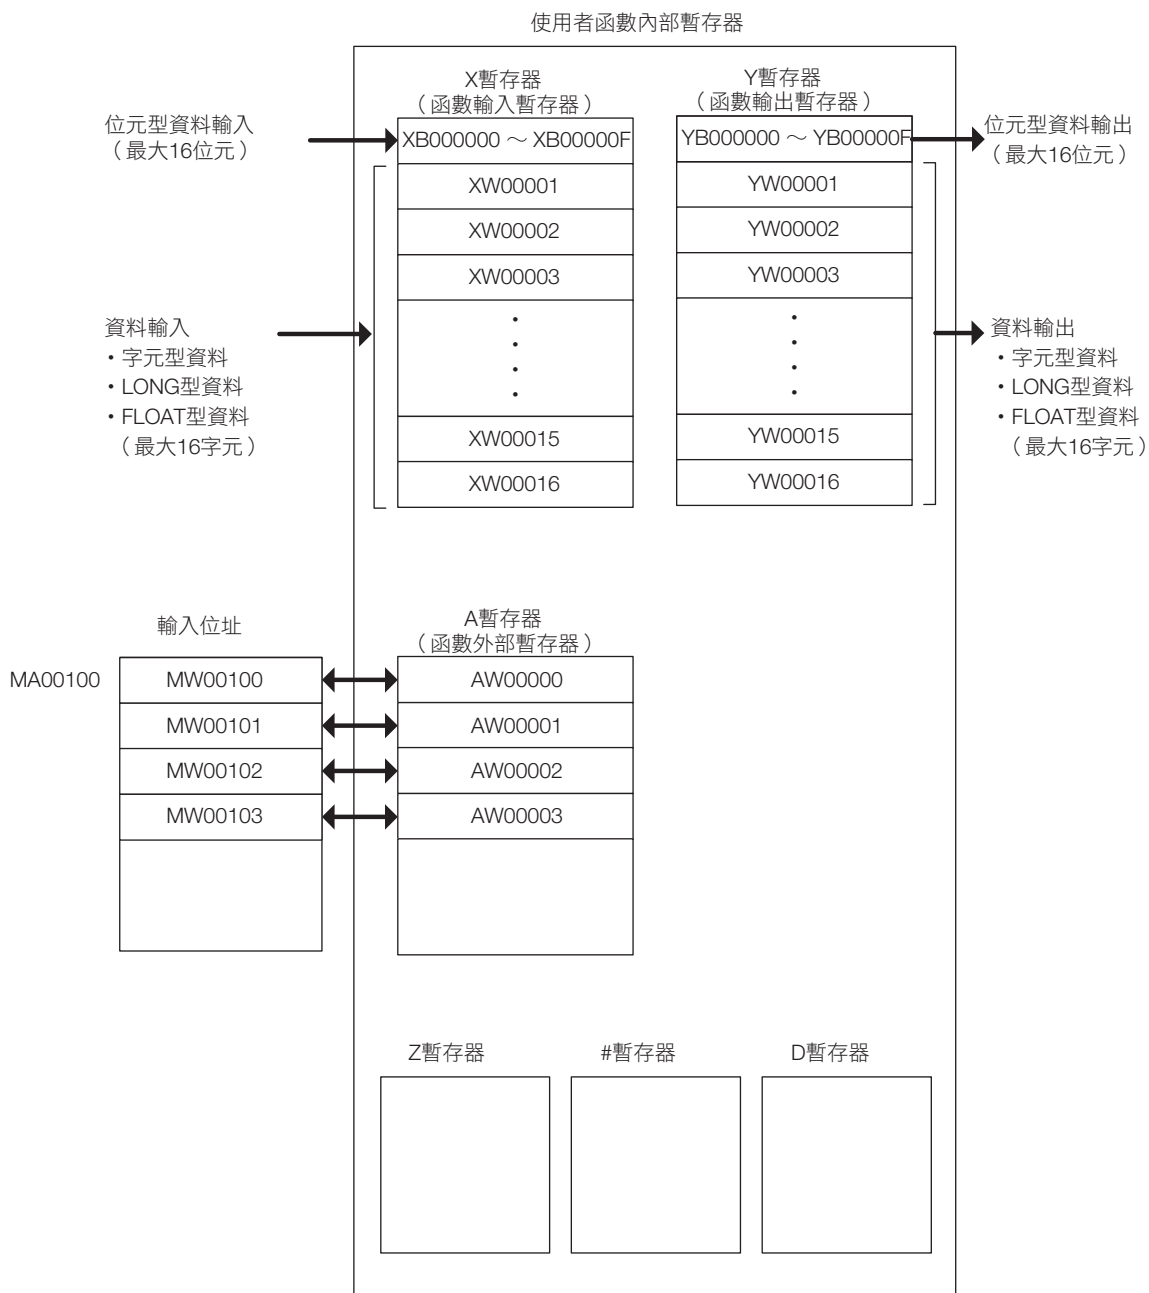 使用者函數內部暫存器
X暫存器
（函數輸入暫存器）
Y暫存器
（函數輸出暫存器）
位元型資料輸入
（最大16位元）
XB000000 ～ XB00000F
YB000000 ～ YB00000F
位元型資料輸出
（最大16位元）
XW00001
XW00002
XW00003
XW00015
XW00016
YW00001
YW00002
YW00003
YW00015
YW00016
資料輸入
・字元型資料
・LONG型資料
・FLOAT型資料
（最大16字元）
資料輸出
・字元型資料
・LONG型資料
・FLOAT型資料
（最大16字元）
輸入位址
A暫存器
（函數外部暫存器）
MA00100
MW00100
AW00000
MW00101
AW00001
MW00102
AW00002
MW00103
AW00003
Z暫存器
#暫存器
D暫存器